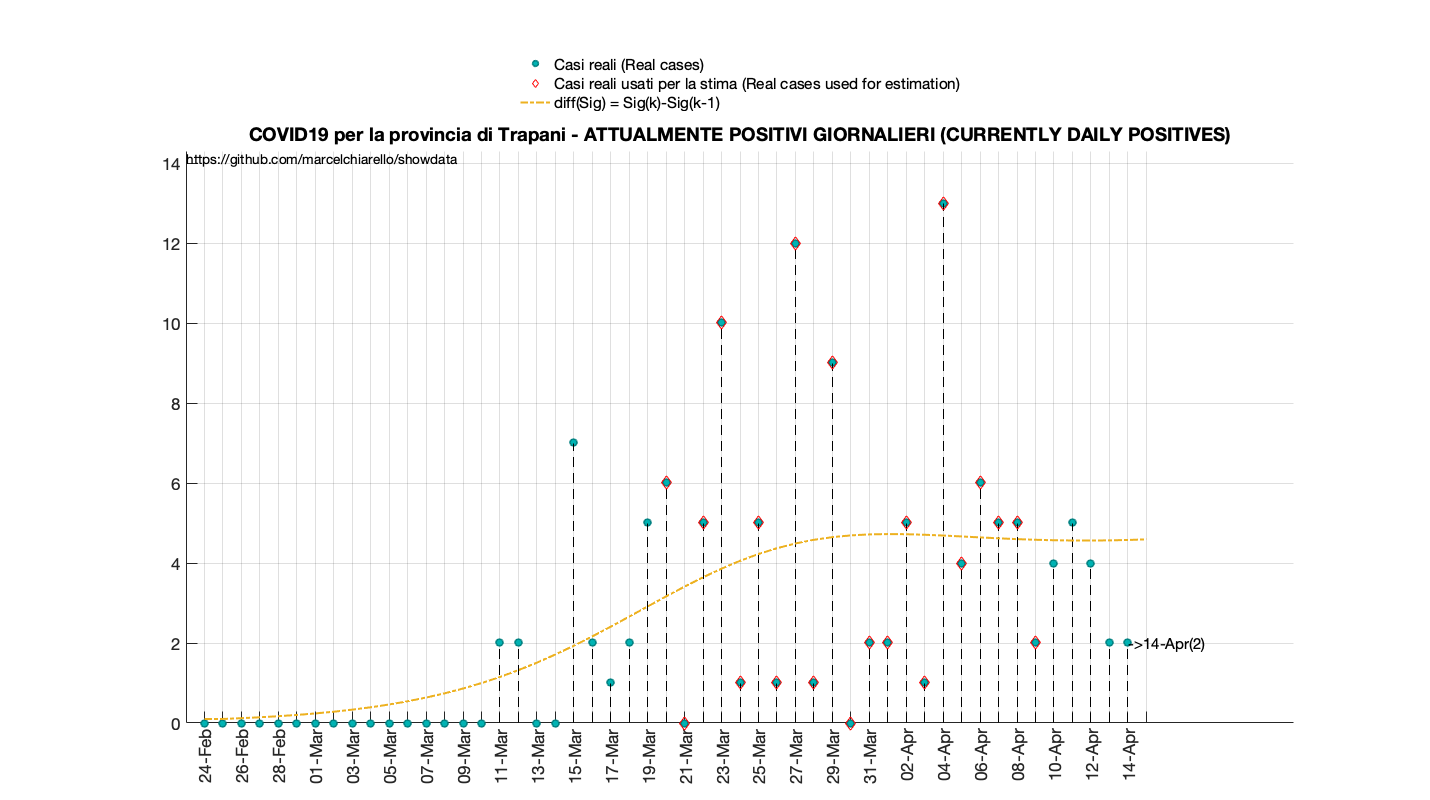 Casi reali (Real cases)
Casi reali usati per la stima (Real cases used for estimation)
diff(Sig) = Sig(k)-Sig(k-1)
COVID19 per la provincia di Trapani - ATTUALMENTE POSITIVI GIORNALIERI (CURRENTLY DAILY POSITIVES)
https://github.com/marcelchiarello/showdata
14
12
10
8
6
4
2
0
->14-Apr(2)
24-Feb
26-Feb
28-Feb
01-Mar
03-Mar
05-Mar
07-Mar
09-Mar
11-Mar
13-Mar
15-Mar
17-Mar
19-Mar
21-Mar
23-Mar
25-Mar
27-Mar
29-Mar
31-Mar
02-Apr
04-Apr
06-Apr
08-Apr
10-Apr
12-Apr
14-Apr